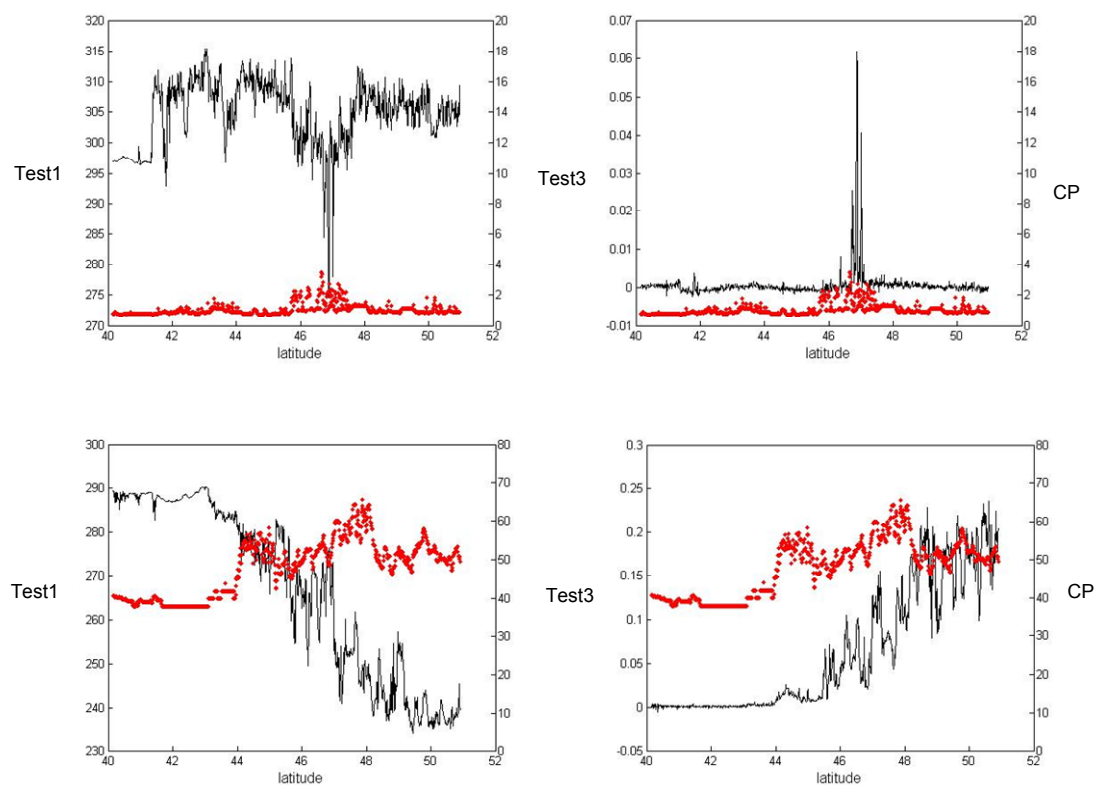 320 20 0.07 20
315 18 0.06 18
310 16 16
305 14 0.05 14
300 12 0.04 12
Test1 295 10 Test3 0.03 10 CP
290 8 8
285 6 0.02 6
280 4 0.01 4
275 2 0 2
270 0 -0.01 0
40 42 44 46 48 50 52 40 42 44 46 48 50 52
latitude latitude
300 80 0.3 80
290 70 0.25 70
280 60 0.2 60
270 50 0.15 50
Test1 260 40 Test3 0.1 40 CP
30 30
250 20 0.05 20
240 10 0 10
230 0 -0.05 0
40 42 44 46 48 50 52 40 42 44 46 48 50 52
latitude latitude